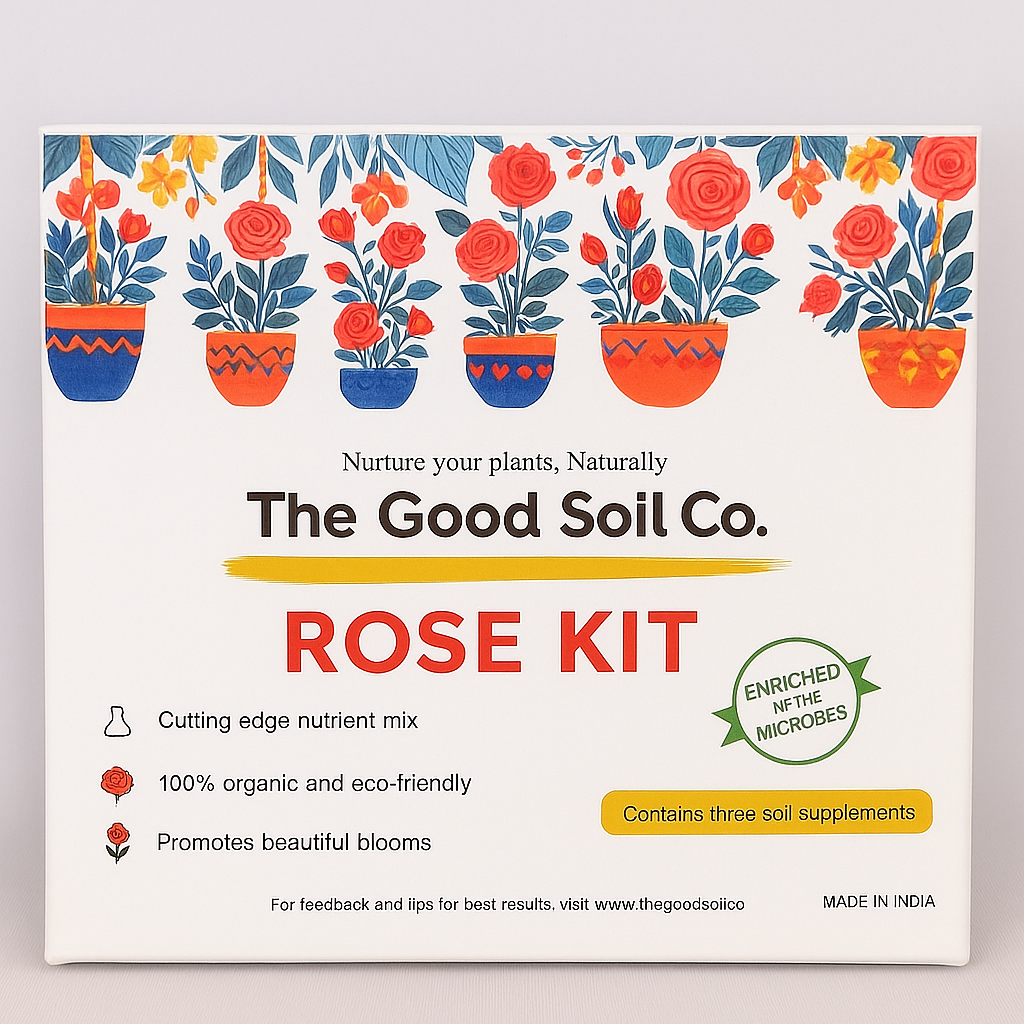 Nurture your plants, Naturally
The Good Soil Co.
ROSE KIT
Cutting edge nutrient mix
100% organic and eco-friendly
Promotes beautiful blooms
ENRICHED
NFTHE
MICROBES
Contains three soil supplements
For feedback and iips for best results, visit www.thegoodsoiico
MADE IN INDIA